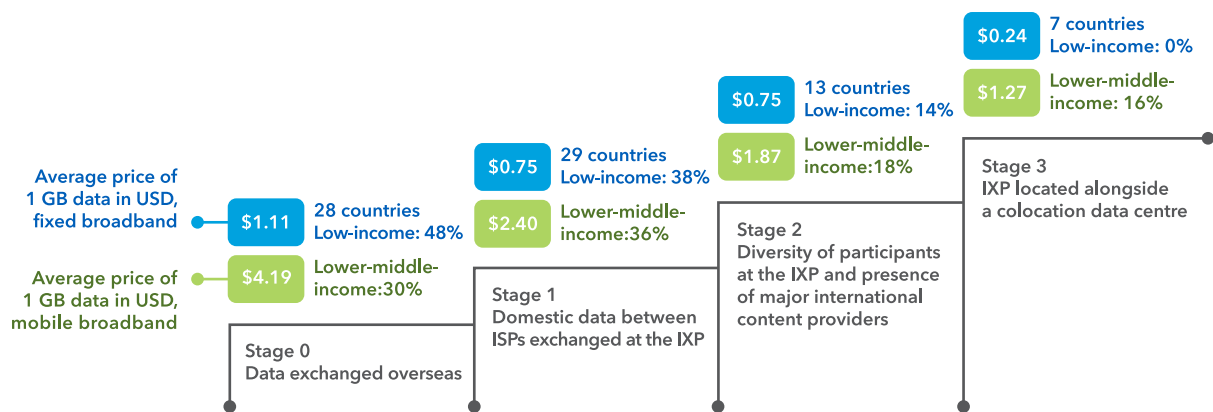 Average price of
1 GB data in USD,
fixed broadband
Average price of
1 GB data in USD,
mobile broadband
$1.11
28 countries
Low-income: 48%
$4.19
Lower-middle-
income:30%
Stage 0
Data exchanged overseas
$0.75
29 countries
Low-income: 38%
$2.40
Lower-middle-
income:36%
Stage 1
Domestic data between
ISPs exchanged at the IXP
$0.75
13 countries
Low-income: 14%
$1.87
Lower-middle-
income:18%
Stage 2
Diversity of participants
at the IXP and presence
of major international
content providers
$0.24
7 countries
Low-income: 0%
$1.27
Lower-middle-
income: 16%
Stage 3
IXP located alongside
a colocation data centre